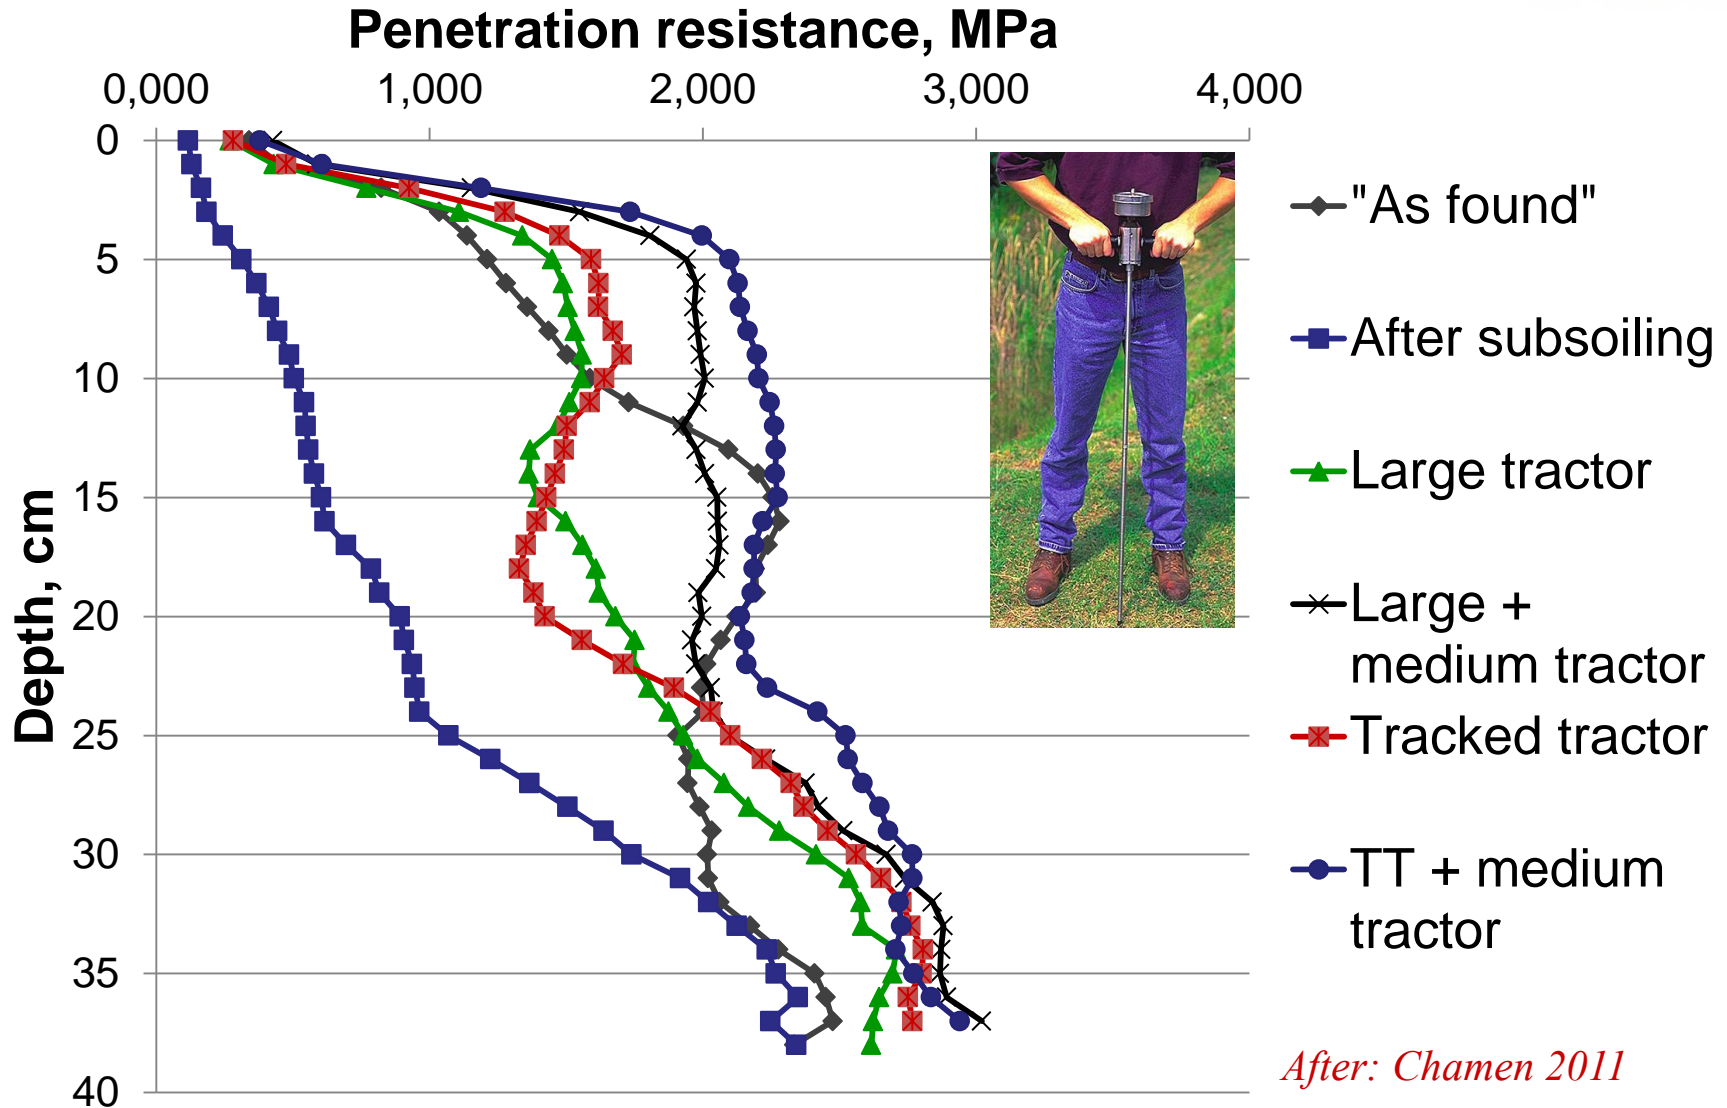 Penetration resistance, MPa
0,000 1,000 2,000 3,000 4,000
0
5
10
15
20
25
30
35
40
Depth, cm
"As found"
After subsoiling
Large tractor
Large +
medium tractor
Tracked tractor
TT + medium
tractor
After: Chamen 2011